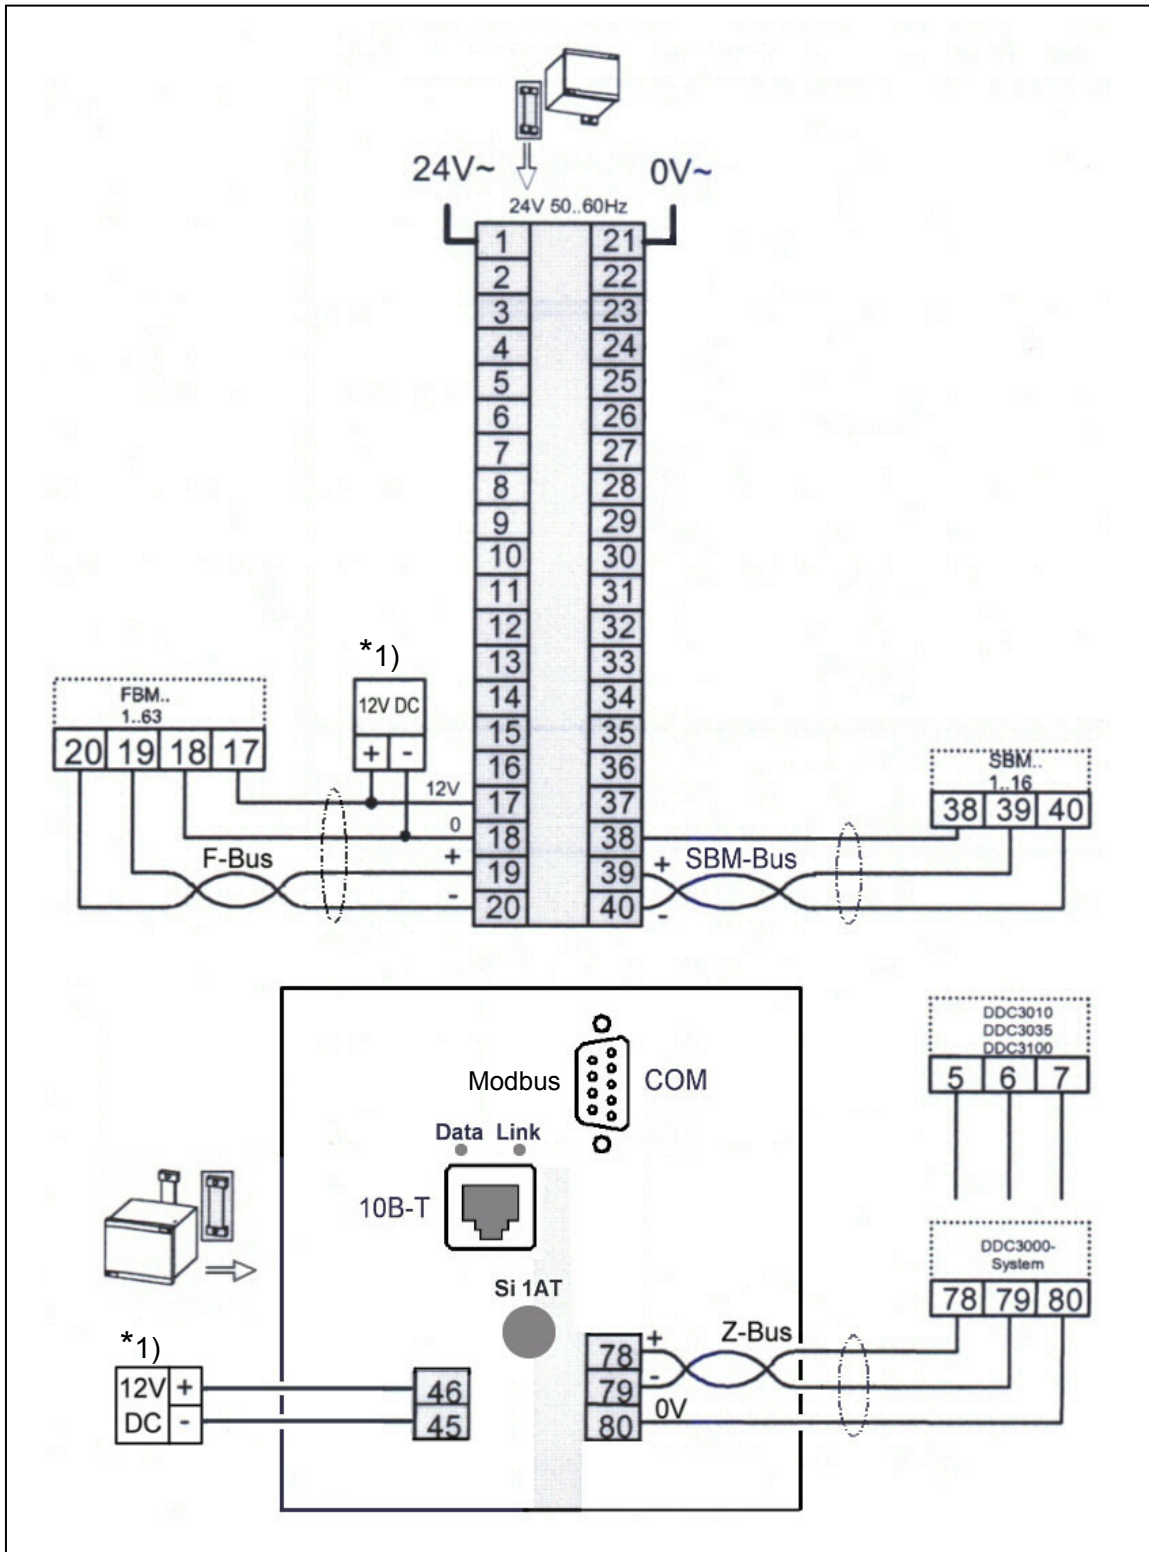 24V~
0V~
24V 50..60Hz
1 21
2 22
3 23
4 24
5 25
6 26
7 27
8 28
9 29
10 30
11 31
12 32
13 33
14 34
15 35
16 36
17 37
18 38
19 39
20 40
*1)
12V DC
+ -
FBM..
1..63
20 19 18 17
12V
0
+
-
F-Bus
SBM..
1..16
38 39 40
+ SBM-Bus
-
Modbus COM
Data Link
10B-T
Si 1AT
DDC3010
DDC3035
DDC3100
5 6 7
DDC3000-
System
78 79 80
*1)
12V +
DC -
46
45
78
79
80
+ Z-Bus
-
0V